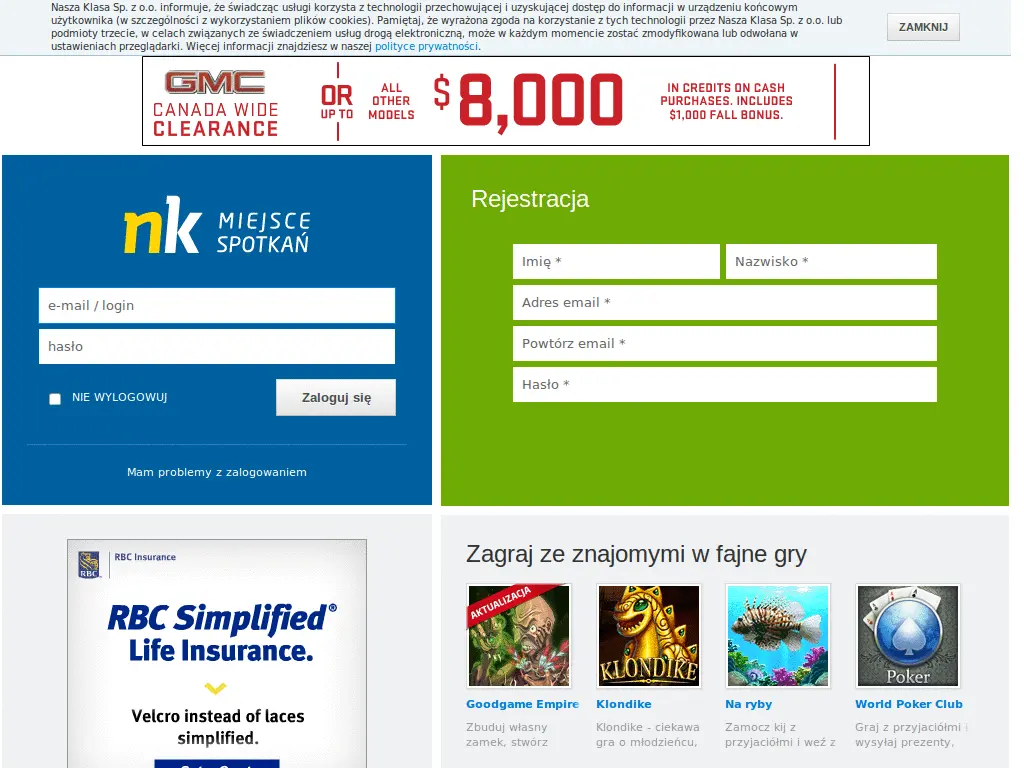 Nasza Klasa Sp. z o.o. informuje, że świadcząc usługi korzysta z technologii przechowującej i uzyskującej dostęp do informacji w urządzeniu końcowym
użytkownika (w szczególności z wykorzystaniem plików cookies). Pamiętaj, że wyrażona zgoda na korzystanie z tych technologii przez Nasza Klasa Sp. z o.o. lub
podmioty trzecie, w celach związanych ze świadczeniem usług drogą elektroniczną, może w każdym momencie zostać zmodyfikowana lub odwołana w
ustawieniach przeglądarki. Więcej informacji znajdziesz w naszej polityce prywatności.
ZAMKNIJ
GMC
CANADA WIDE
CLEARANCE
OR
UP TO
ALL
OTHER
MODELS
$8,000
IN CREDITS ON CASH
PURCHASES. INCLUDES
$1,000 FALL BONUS.
nk MIEJSCE
SPOTKAŃ
e-mail / login
hasło
NIE WYLOGOWUJ
Zaloguj się
Mam problemy z zalogowaniem
Rejestracja
Imię * Nazwisko *
Adres email *
Powtórz email *
Hasło *
RBC
RBC Insurance
RBC Simplified®
Life Insurance.
Velcro instead of laces
simplified.
Zagraj ze znajomymi w fajne gry
AKTUALIZACJA
KLONDIKE
Poker
Goodgame Empire
Zbuduj własny
zamek, stwórz
Klondike
Klondike - ciekawa
gra o młodzieńcu,
Na ryby
Zamocz kij z
przyjaciółmi i weź z
World Poker Club
Graj z przyjaciółmi i
wysyłaj prezenty,